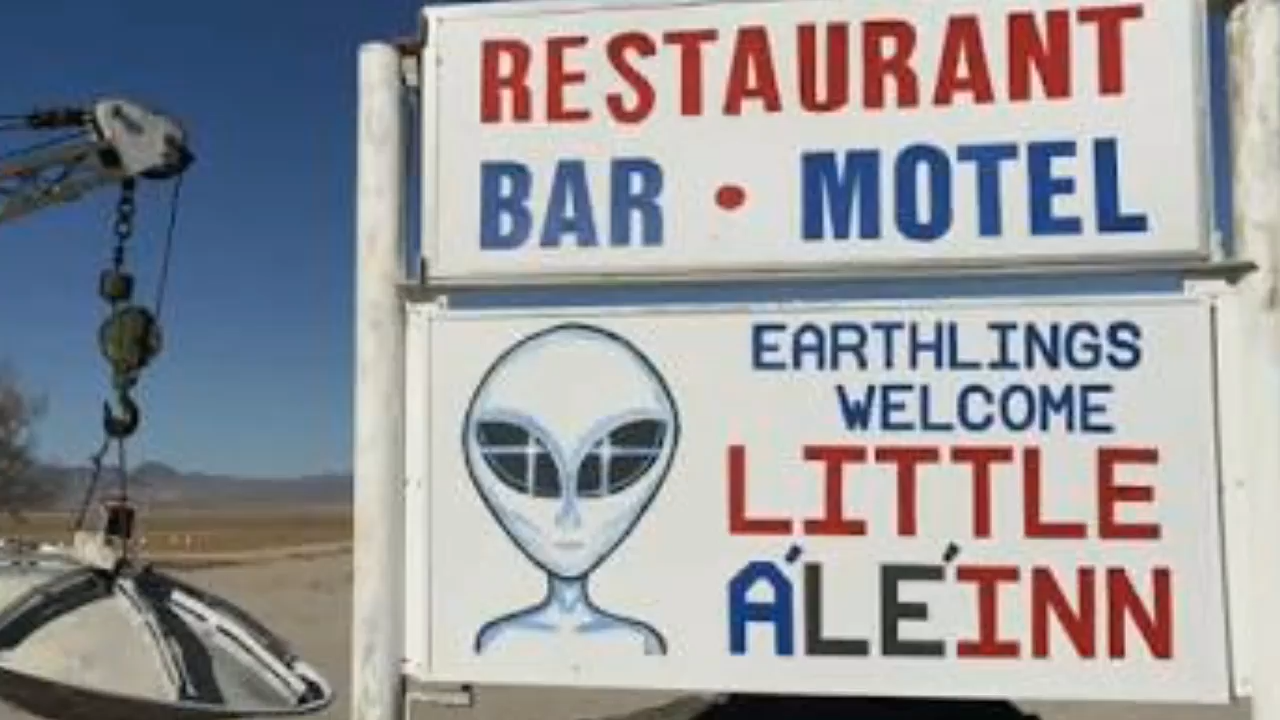 RESTAURANT
BAR • MOTEL
EARTHLINGS
WELCOME
LITTLE
A'LE'INN